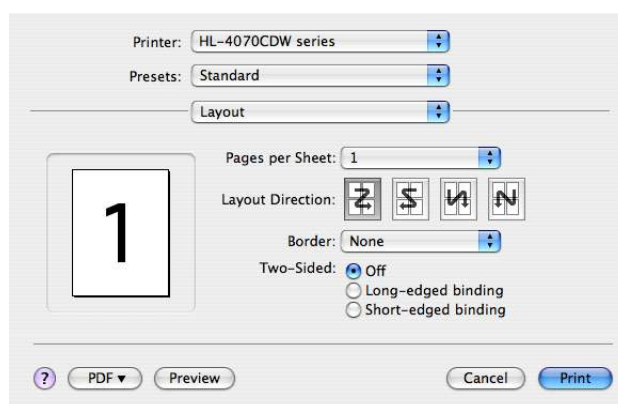 Printer: HL-4070CDW series
Presets: Standard
Layout
Pages per Sheet: 1
Layout Direction:
1
Border: None
Two-Sided: Off
Long-edged binding
Short-edged binding
? PDF▼ Preview Cancel Print